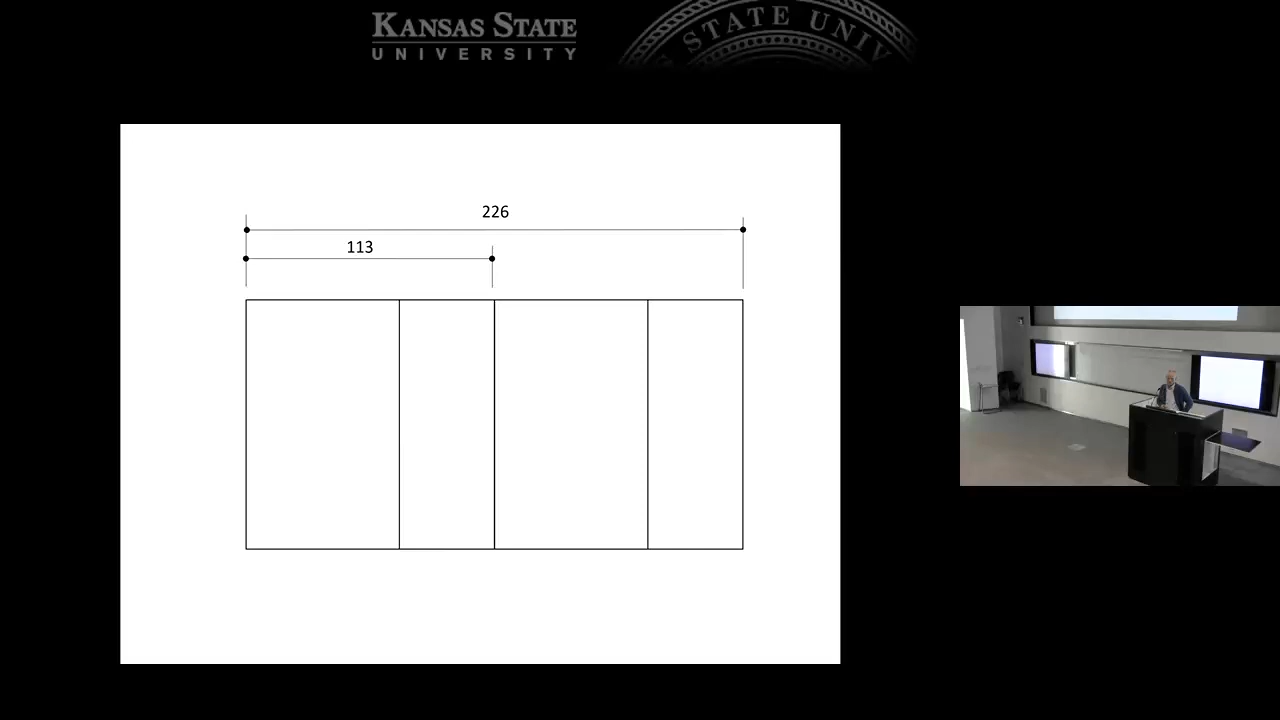 KANSAS STATE
UNIVERSITY
STATE UNIV
226
113